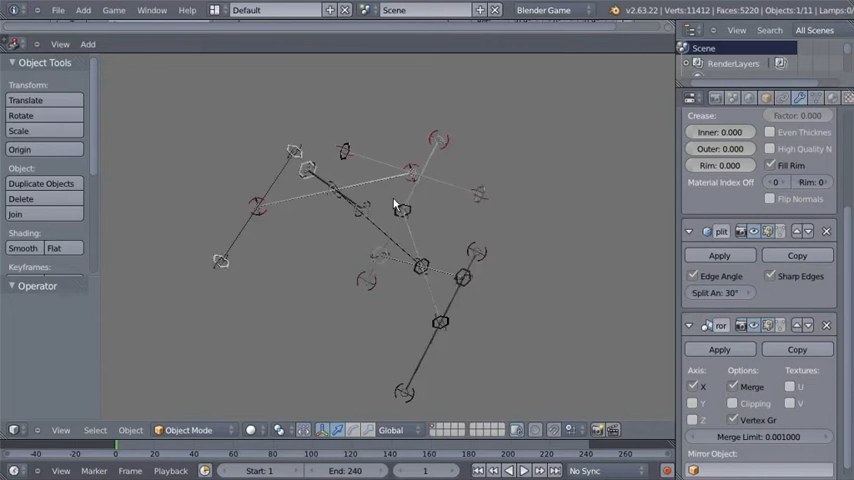 File Add Game Window Help Default Scene Blender Game v2.63.22 | Verts:11412 | Faces:5220 | Objects:1/11 | Lamps:0/
View Search All Scenes
View Add
Scene
Object Tools
RenderLayers
Transform:
Translate
Rotate
Scale
Origin
Object:
Duplicate Objects
Delete
Join
Shading:
Smooth Flat
Keyframes:
Operator
Crease: Factor: 0.000
Inner: 0.000 Even Thicknes
Outer: 0.000 High Quality N
Rim: 0.000 Fill Rim
Material Index Off 0 Rim: 0
Flip Normals
plit
Apply Copy
Edge Angle Sharp Edges
Split An: 30°
ror
Apply Copy
Axis: Options: Textures:
X Merge U
Y Clipping V
Z Vertex Gr
Merge Limit: 0.001000
Mirror Object:
View Select Object Object Mode Global
-40 -20 0 20 40 60 80 100 120 140 160 180 200 220 240 260
View Marker Frame Playback Start: 1 End: 240 1 No Sync